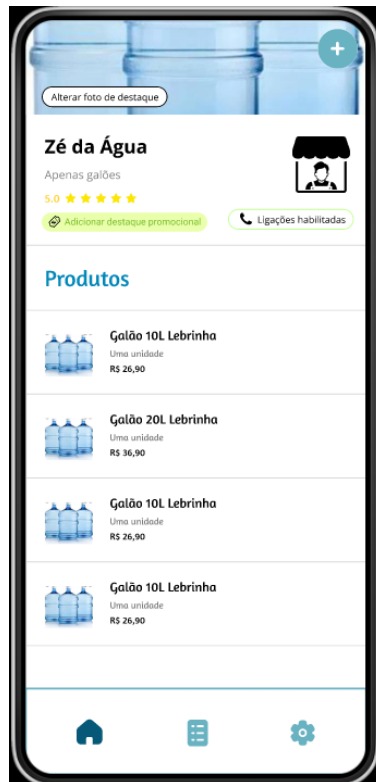 +
Alterar foto de destaque
Zé da Água
Apenas galões
5.0
Adicionar destaque promocional
Ligações habilitadas
Produtos
Galão 10L Lebrinha
Uma unidade
R$ 26,90
Galão 20L Lebrinha
Uma unidade
R$ 36,90
Galão 10L Lebrinha
Uma unidade
R$ 26,90
Galão 10L Lebrinha
Uma unidade
R$ 26,90